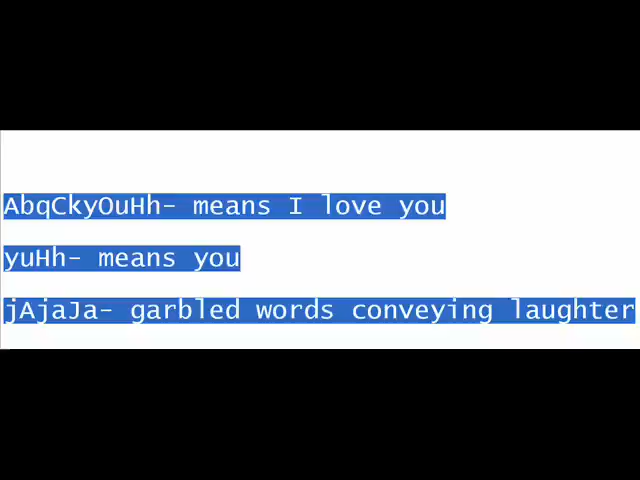 AbqCkyOuHh- means I love you
yuHh- means you
jAjaJa- garbled words conveying laughter